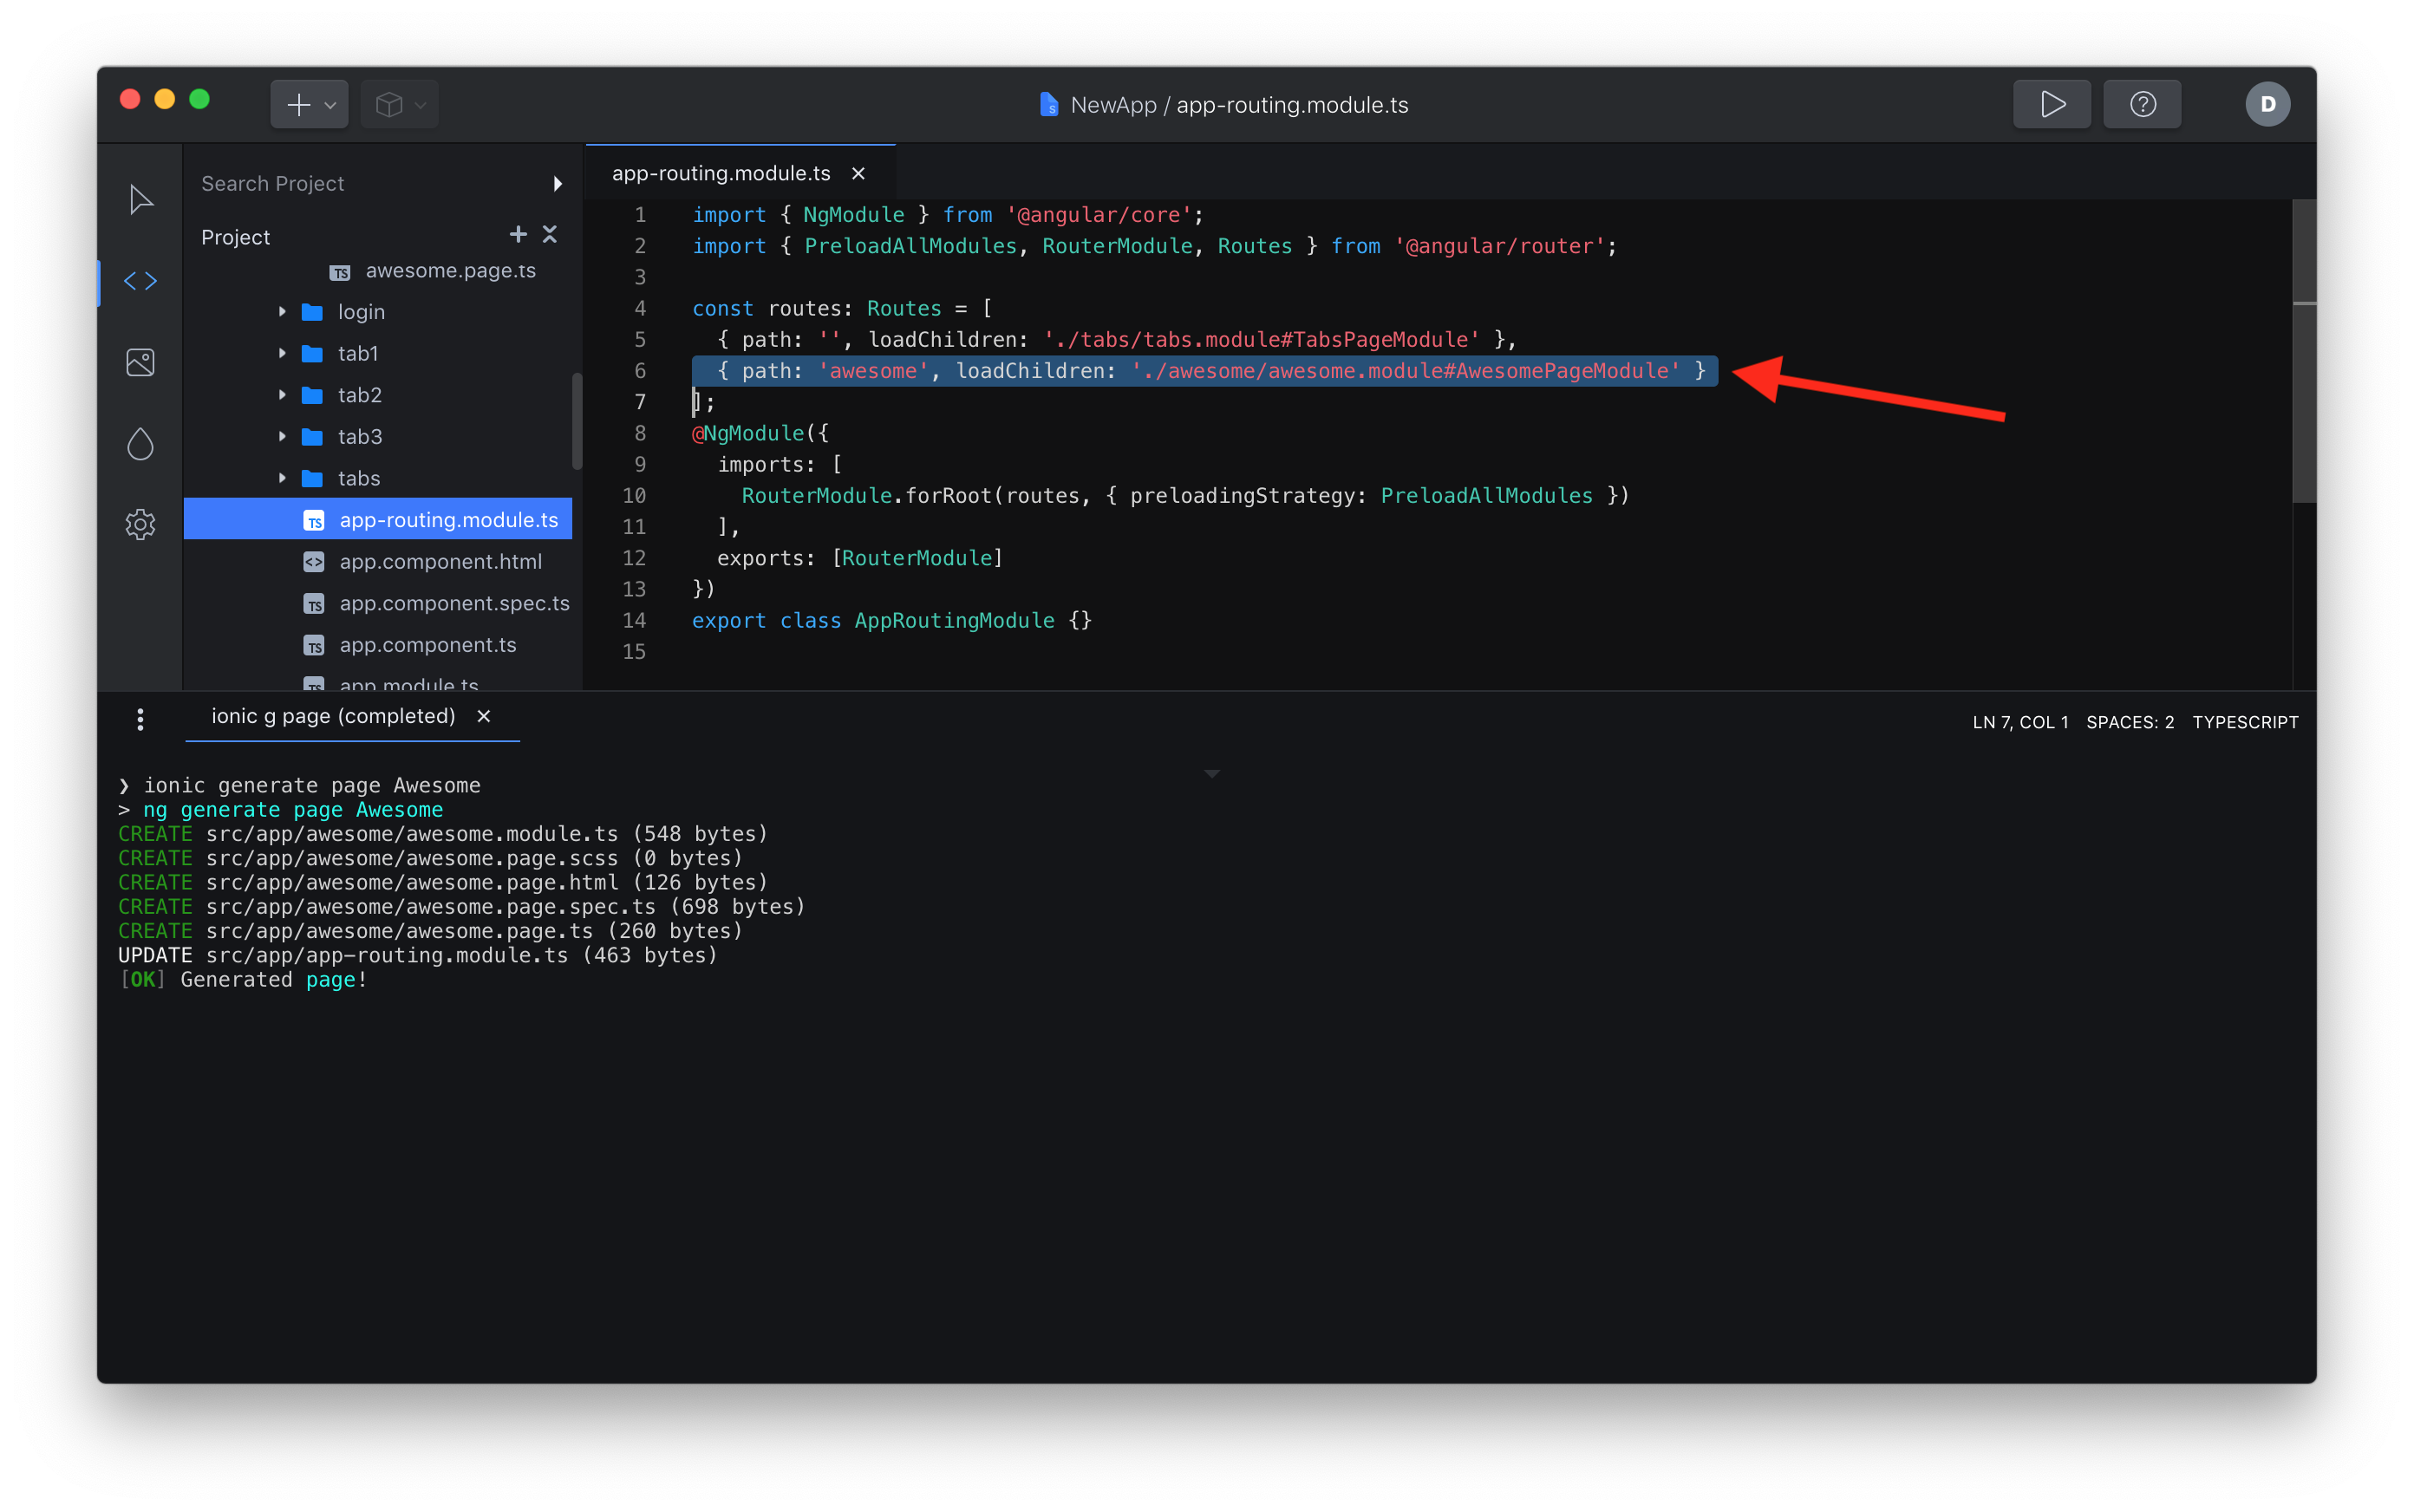 NewApp / app-routing.module.ts
D
Search Project
Project
awesome.page.ts
login
tab1
tab2
tab3
tabs
app-routing.module.ts
app.component.html
app.component.spec.ts
app.component.ts
app.module.ts
app-routing.module.ts
1 import { NgModule } from '@angular/core';
2 import { PreloadAllModules, RouterModule, Routes } from '@angular/router';
3
4 const routes: Routes = [
5 { path: '', loadChildren: './tabs/tabs.module#TabsPageModule' },
6 { path: 'awesome', loadChildren: './awesome/awesome.module#AwesomePageModule' }
7 ];
8 @NgModule({
9 imports: [
10 RouterModule.forRoot(routes, { preloadingStrategy: PreloadAllModules })
11 ],
12 exports: [RouterModule]
13 })
14 export class AppRoutingModule {}
15
ionic g page (completed)
LN 7, COL 1 SPACES: 2 TYPESCRIPT
❯ ionic generate page Awesome
> ng generate page Awesome
CREATE src/app/awesome/awesome.module.ts (548 bytes)
CREATE src/app/awesome/awesome.page.scss (0 bytes)
CREATE src/app/awesome/awesome.page.html (126 bytes)
CREATE src/app/awesome/awesome.page.spec.ts (698 bytes)
CREATE src/app/awesome/awesome.page.ts (260 bytes)
UPDATE src/app/app-routing.module.ts (463 bytes)
[OK] Generated page!